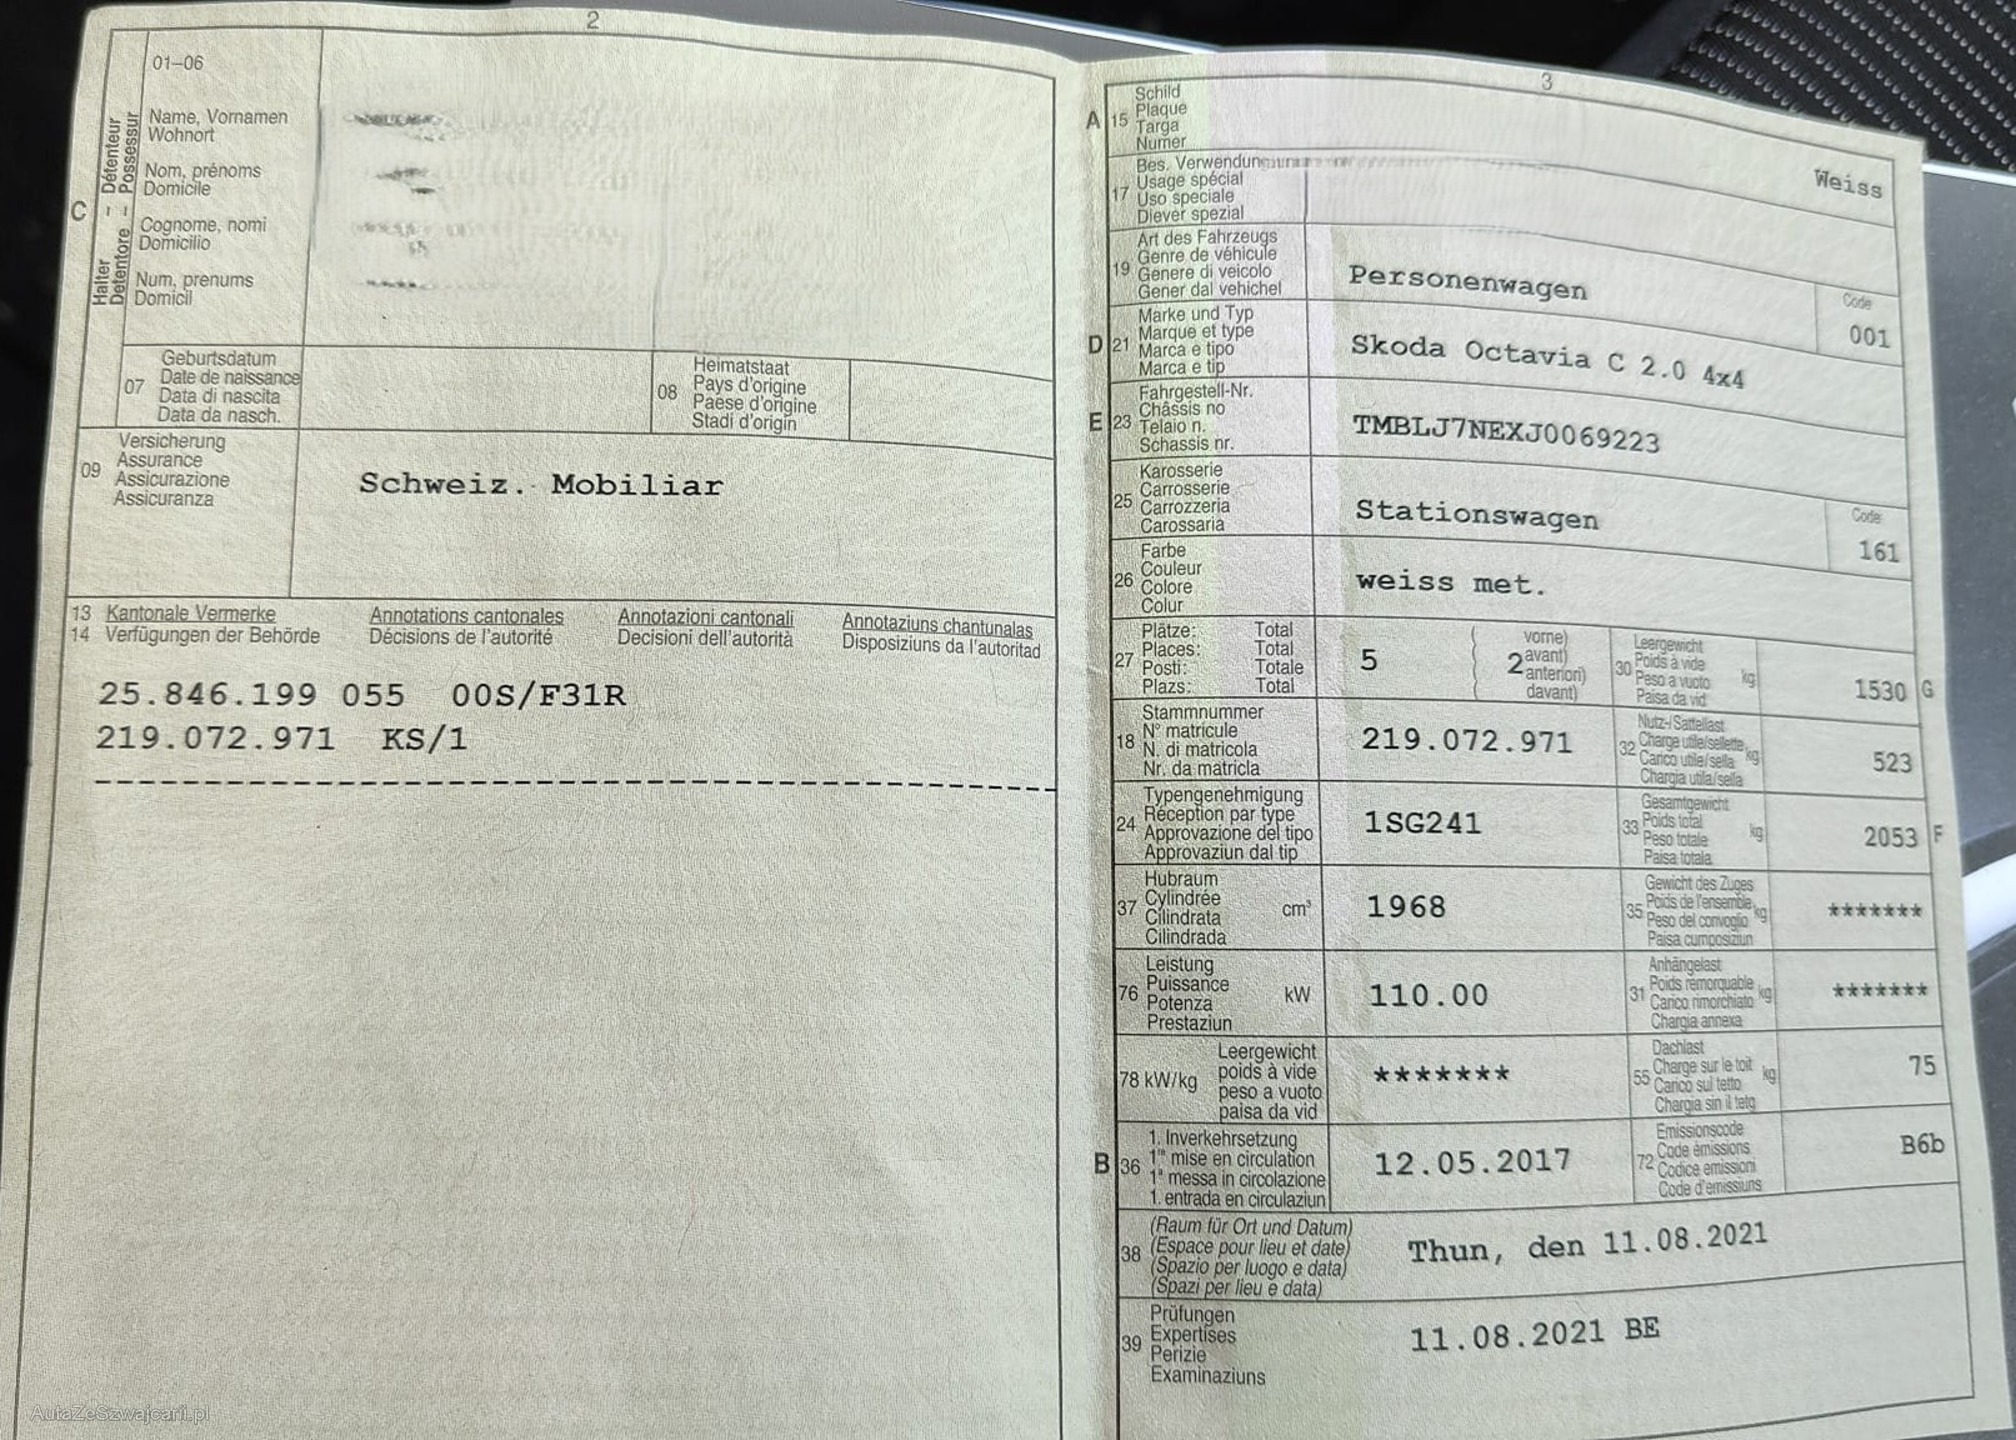 2
01–06
C
Halter – Détenteur
Detentore – Possessur
Name, Vornamen
Wohnort
Nom, prénoms
Domicile
Cognome, nomi
Domicilio
Num, prenums
Domicil
07
Geburtsdatum
Date de naissance
Data di nascita
Data da nasch.
08
Heimatstaat
Pays d'origine
Paese d'origine
Stadi d'origin
09
Versicherung
Assurance
Assicurazione
Assicuranza
Schweiz. Mobiliar
13 Kantonale Vermerke Annotations cantonales Annotazioni cantonali Annotaziuns chantunalas
14 Verfügungen der Behörde Décisions de l'autorité Decisioni dell'autorità Disposiziuns da l'autoritad
25.846.199 055 00S/F31R
219.072.971 KS/1
AutaZeSzwajcarii.pl
3
A 15
Schild
Plaque
Targa
Numer
Weiss
17
Bes. Verwendung
Usage spécial
Uso speciale
Diever spezial
19
Art des Fahrzeugs
Genre de véhicule
Genere di veicolo
Gener dal vehichel
Personenwagen
Code
001
D 21
Marke und Typ
Marque et type
Marca e tipo
Marca e tip
Skoda Octavia C 2.0 4x4
E 23
Fahrgestell-Nr.
Châssis no
Telaio n.
Schassis nr.
TMBLJ7NEXJ0069223
25
Karosserie
Carrosserie
Carrozzeria
Carossaria
Stationswagen
Code
161
26
Farbe
Couleur
Colore
Colur
weiss met.
27
Plätze: Total
Places: Total
Posti: Totale
Plazs: Total
5
2
vorne)
avant)
anteriori)
davant)
30
Leergewicht
Poids à vide
Peso a vuoto
Paisa da vid
kg
1530 G
18
Stammnummer
N° matricule
N. di matricola
Nr. da matricla
219.072.971
32
Nutz-/Sattellast
Charge utile/sellette
Carico utile/sella
Chargia utila/sella
kg
523
24
Typengenehmigung
Réception par type
Approvazione del tipo
Approvaziun dal tip
1SG241
33
Gesamtgewicht
Poids total
Peso totale
Paisa totala
kg
2053 F
37
Hubraum
Cylindrée
Cilindrata
Cilindrada
cm³
1968
35
Gewicht des Zuges
Poids de l'ensemble
Peso del convoglio
Paisa cumposiziun
kg
*******
76
Leistung
Puissance
Potenza
Prestaziun
kW
110.00
31
Anhängelast
Poids remorquable
Carico rimorchiato
Chargia annexa
kg
*******
78 kW/kg
Leergewicht
poids à vide
peso a vuoto
paisa da vid
*******
55
Dachlast
Charge sur le toit
Carico sul tetto
Chargia sin il tetg
kg
75
B 36
1. Inverkehrsetzung
1re mise en circulation
1a messa in circolazione
1. entrada en circulaziun
12.05.2017
72
Emissionscode
Code émissions
Codice emissioni
Code d'emissiuns
B6b
38
(Raum für Ort und Datum)
(Espace pour lieu et date)
(Spazio per luogo e data)
(Spazi per lieu e data)
Thun, den 11.08.2021
39
Prüfungen
Expertises
Perizie
Examinaziuns
11.08.2021 BE